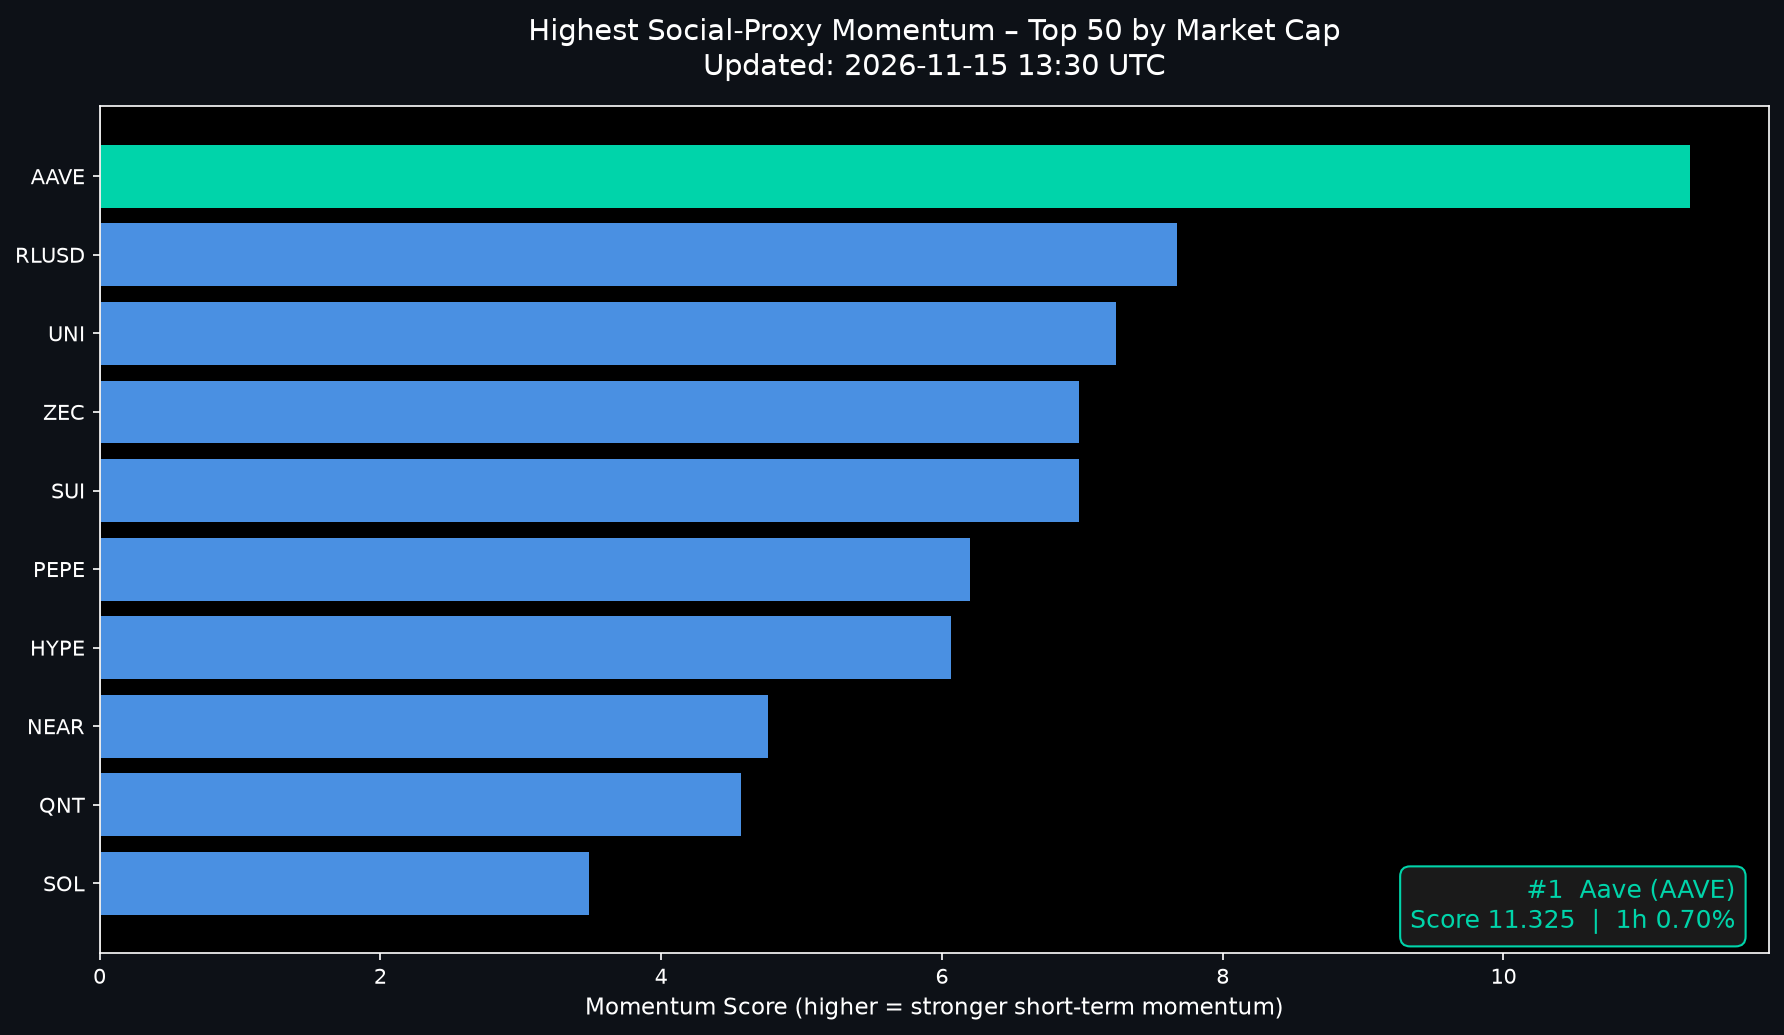 Highest Social-Proxy Momentum – Top 50 by Market Cap
Updated: 2026-11-15 13:30 UTC
AAVE
RLUSD
UNI
ZEC
SUI
PEPE
HYPE
NEAR
QNT
SOL
#1  Aave (AAVE)
Score 11.325  |  1h 0.70%
0 2 4 6 8 10
Momentum Score (higher = stronger short-term momentum)